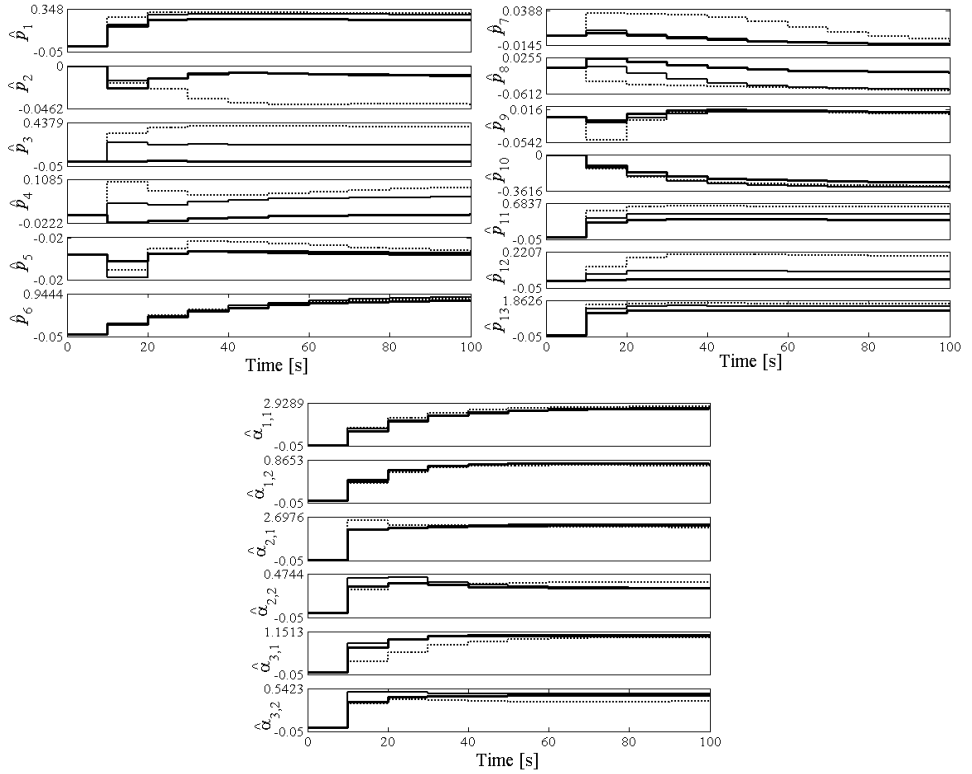 0.348
p̂1
-0.05
0
p̂2
-0.0462
0.4379
p̂3
-0.05
0.1085
p̂4
-0.0222
-0.02
p̂5
-0.02
0.9444
p̂6
-0.05
0 20 40 60 80 100
Time [s]
0.0388
p̂7
-0.0145
0.0255
p̂8
-0.0612
0.016
p̂9
-0.0542
0
p̂10
-0.3616
0.6837
p̂11
-0.05
0.2207
p̂12
-0.05
1.8626
p̂13
-0.05
0 20 40 60 80 100
Time [s]
2.9289
α̂1,1
-0.05
0.8653
α̂1,2
-0.05
2.6976
α̂2,1
-0.05
0.4744
α̂2,2
-0.05
1.1513
α̂3,1
-0.05
0.5423
α̂3,2
-0.05
0 20 40 60 80 100
Time [s]